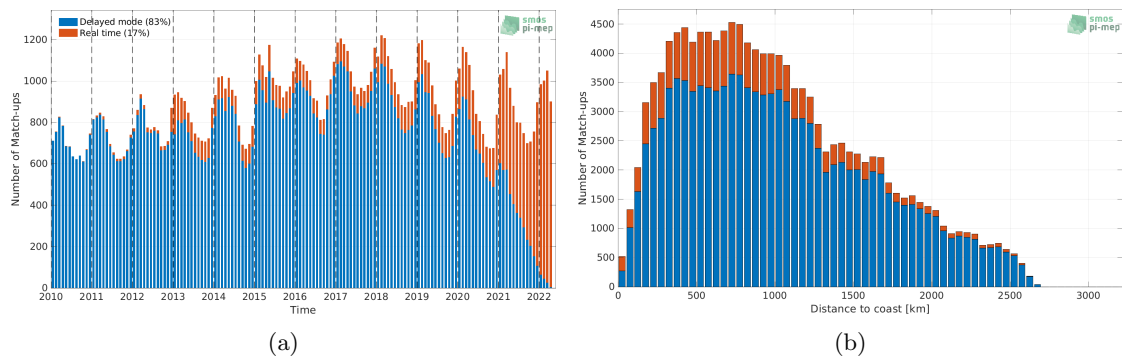 Delayed mode (83%)
Real time (17%)
smos
pi-mep
1200
1000
800
600
400
200
0
Number of Match-ups
2010 2011 2012 2013 2014 2015 2016 2017 2018 2019 2020 2021 2022
Time
(a)
smos
pi-mep
4500
4000
3500
3000
2500
2000
1500
1000
500
0
Number of Match-ups
0 500 1000 1500 2000 2500 3000
Distance to coast [km]
(b)